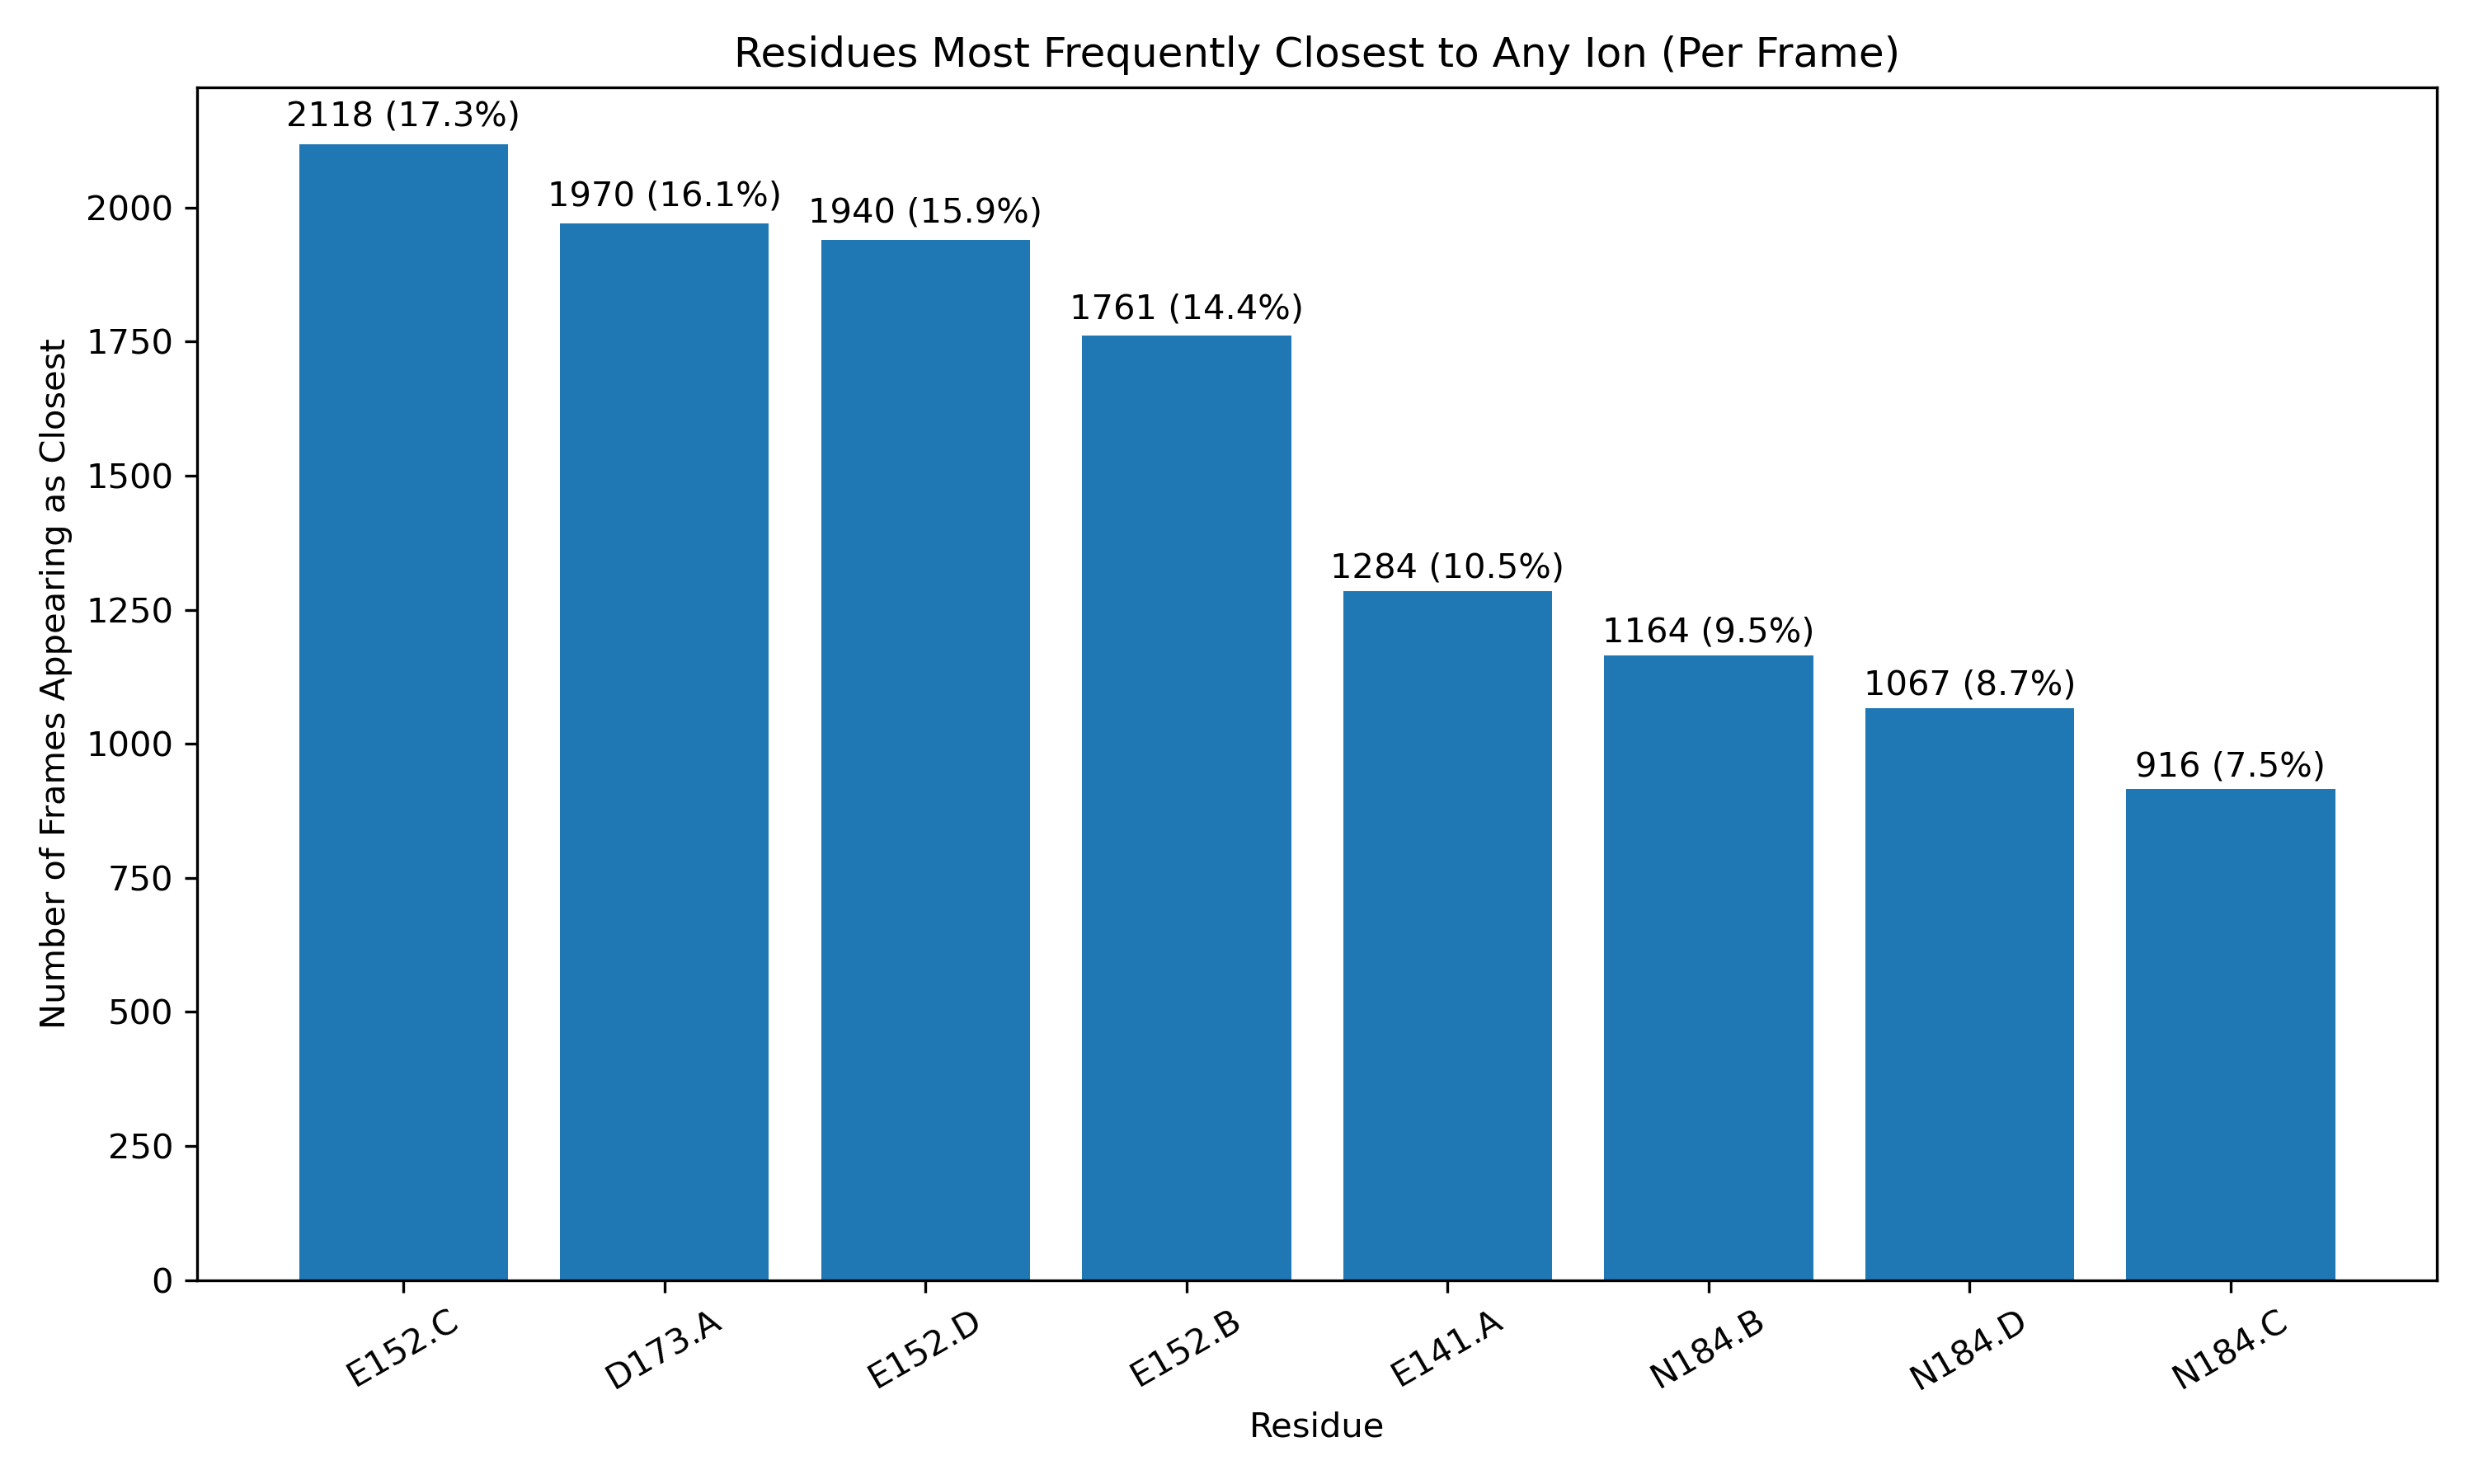 Residues Most Frequently Closest to Any Ion (Per Frame)
2118 (17.3%)
1970 (16.1%)
1940 (15.9%)
1761 (14.4%)
1284 (10.5%)
1164 (9.5%)
1067 (8.7%)
916 (7.5%)
Number of Frames Appearing as Closest
2000
1750
1500
1250
1000
750
500
250
0
E152.C
D173.A
E152.D
E152.B
E141.A
N184.B
N184.D
N184.C
Residue